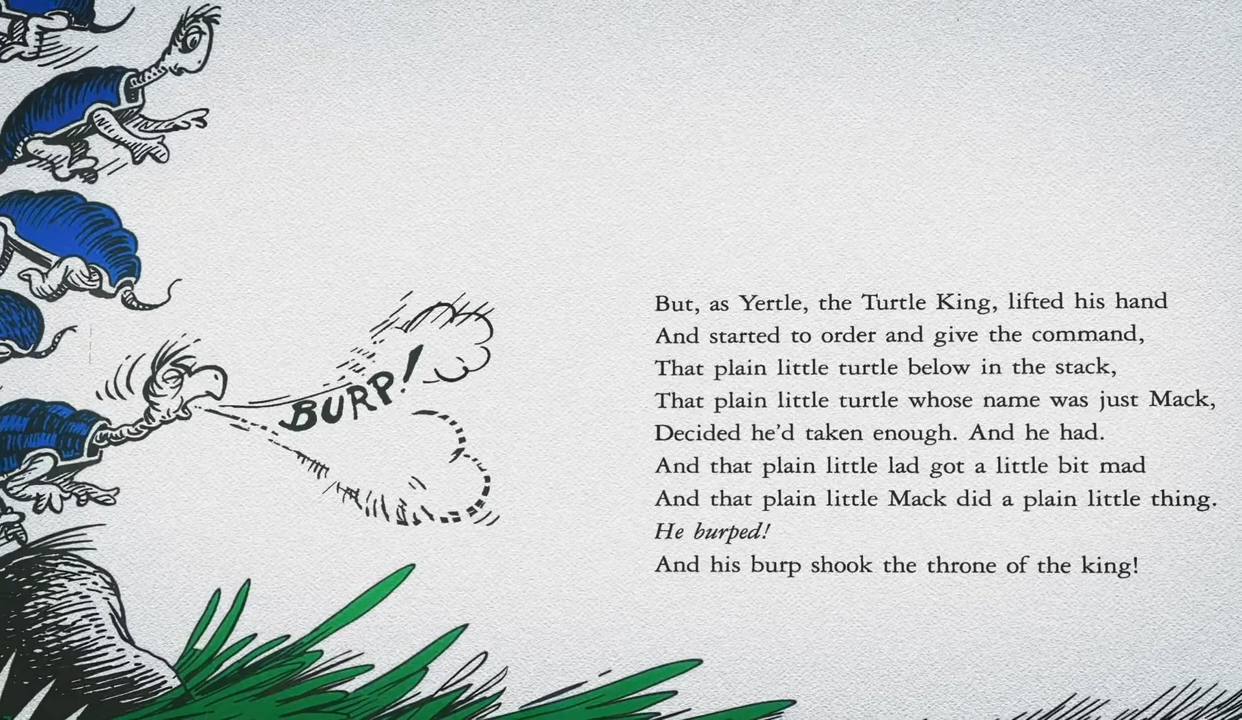 BURP!
But, as Yertle, the Turtle King, lifted his hand
And started to order and give the command,
That plain little turtle below in the stack,
That plain little turtle whose name was just Mack,
Decided he’d taken enough. And he had.
And that plain little lad got a little bit mad
And that plain little Mack did a plain little thing.
He burped!
And his burp shook the throne of the king!